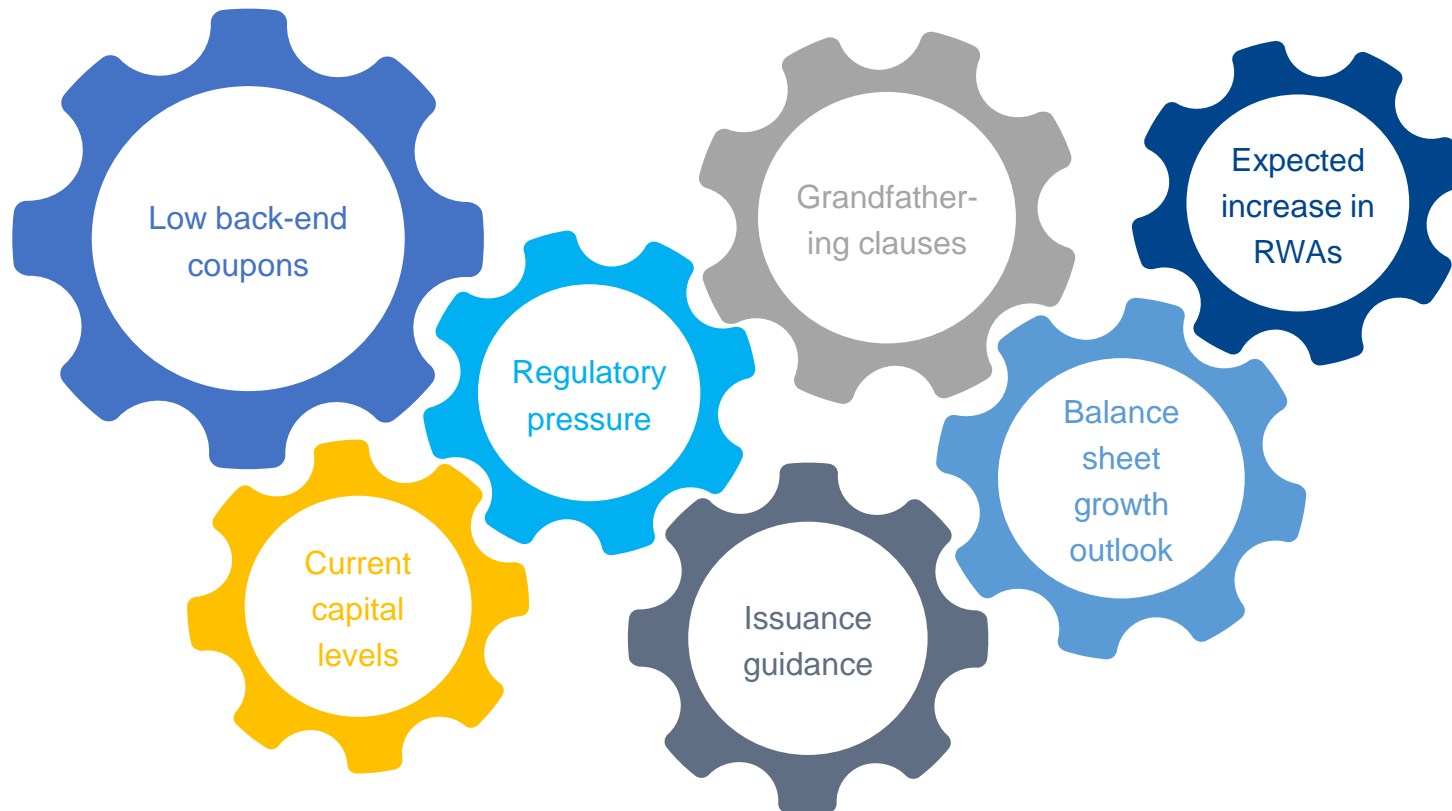 Low back-end
coupons
Grandfather-
ing clauses
Expected
increase in
RWAs
Regulatory
pressure
Balance
sheet
growth
outlook
Current
capital
levels
Issuance
guidance